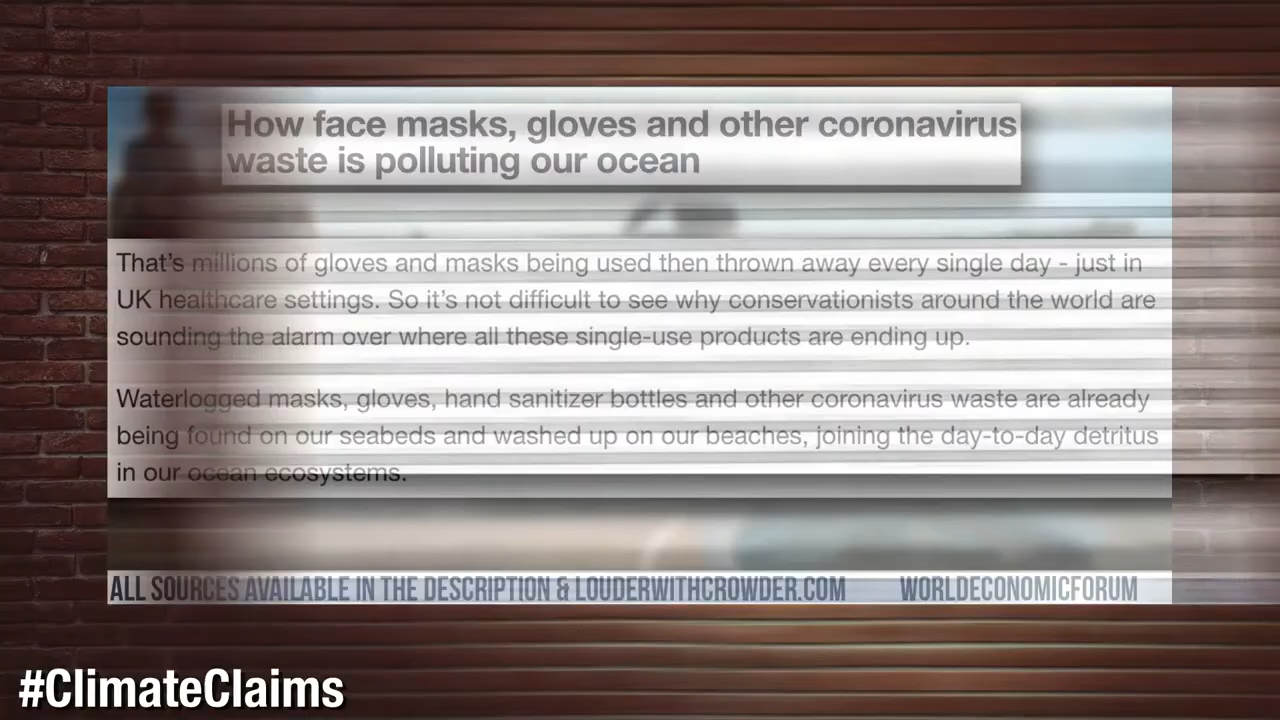 How face masks, gloves and other coronavirus
waste is polluting our ocean
That's millions of gloves and masks being used then thrown away every single day - just in
UK healthcare settings. So it's not difficult to see why conservationists around the world are
sounding the alarm over where all these single-use products are ending up.
Waterlogged masks, gloves, hand sanitizer bottles and other coronavirus waste are already
being found on our seabeds and washed up on our beaches, joining the day-to-day detritus
in our ocean ecosystems.
ALL SOURCES AVAILABLE IN THE DESCRIPTION & LOUDERWITHCROWDER.COM WORLDECONOMICFORUM
#ClimateClaims